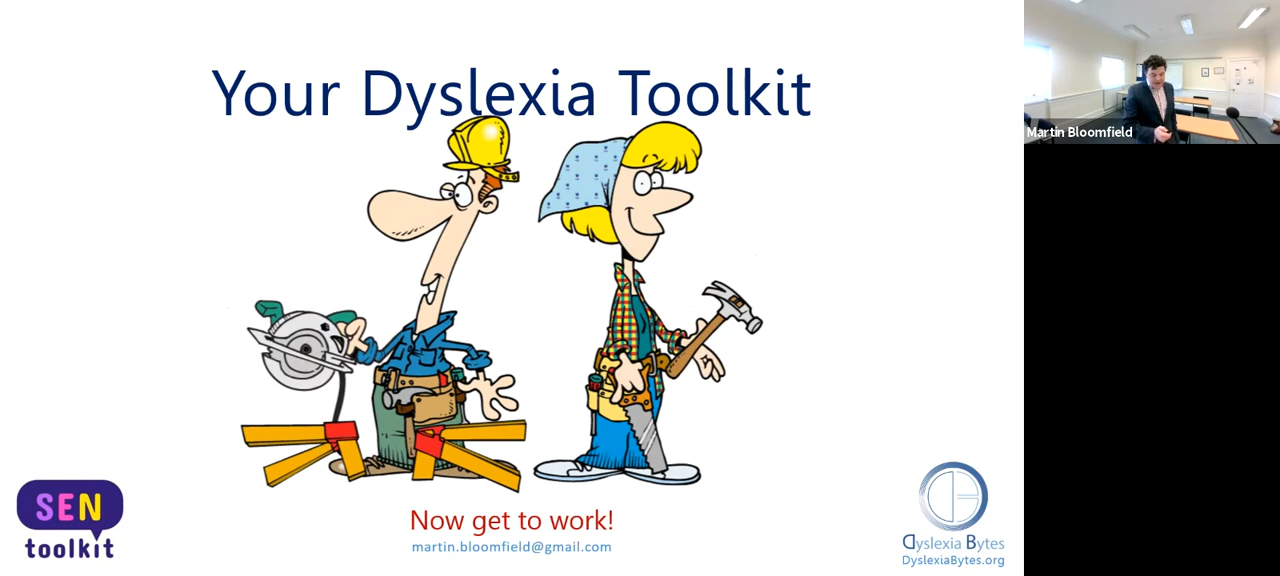 Your Dyslexia Toolkit
Martin Bloomfield
Now get to work!
martin.bloomfield@gmail.com
SEN
toolkit
Dyslexia Bytes
DyslexiaBytes.org